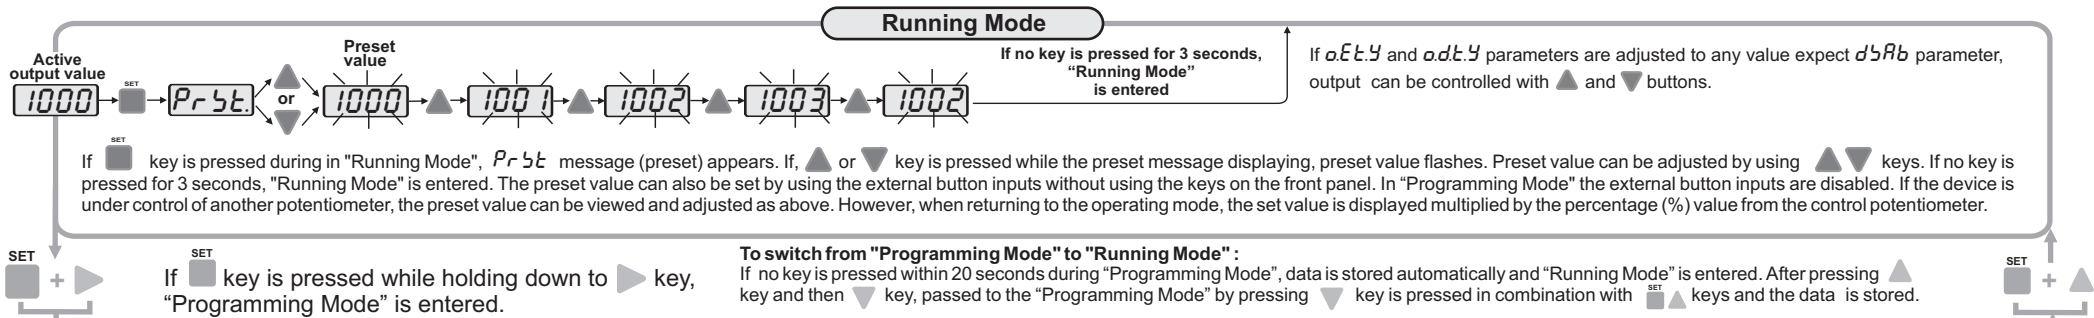 Running Mode
Active
output value
1000
SET
PrSt.
or
Preset
value
1000
1001
1002
1003
1002
If no key is pressed for 3 seconds,
“Running Mode”
is entered
If o.Et.y and o.d.t.y parameters are adjusted to any value expect dSAb parameter,
output can be controlled with ▲ and ▼ buttons.
SET
If ■ key is pressed during in "Running Mode", PrSt message (preset) appears. If, ▲ or ▼ key is pressed while the preset message displaying, preset value flashes. Preset value can be adjusted by using ▲▼ keys. If no key is
pressed for 3 seconds, "Running Mode" is entered. The preset value can also be set by using the external button inputs without using the keys on the front panel. In “Programming Mode" the external button inputs are disabled. If the device is
under control of another potentiometer, the preset value can be viewed and adjusted as above. However, when returning to the operating mode, the set value is displayed multiplied by the percentage (%) value from the control potentiometer.
SET
+
SET
If ■ key is pressed while holding down to ▶ key,
“Programming Mode” is entered.
To switch from "Programming Mode" to "Running Mode" :
If no key is pressed within 20 seconds during “Programming Mode”, data is stored automatically and “Running Mode” is entered. After pressing ▲
key and then ▼ key, passed to the “Programming Mode” by pressing ▼ key is pressed in combination with SET ■▲ keys and the data is stored.
SET
+